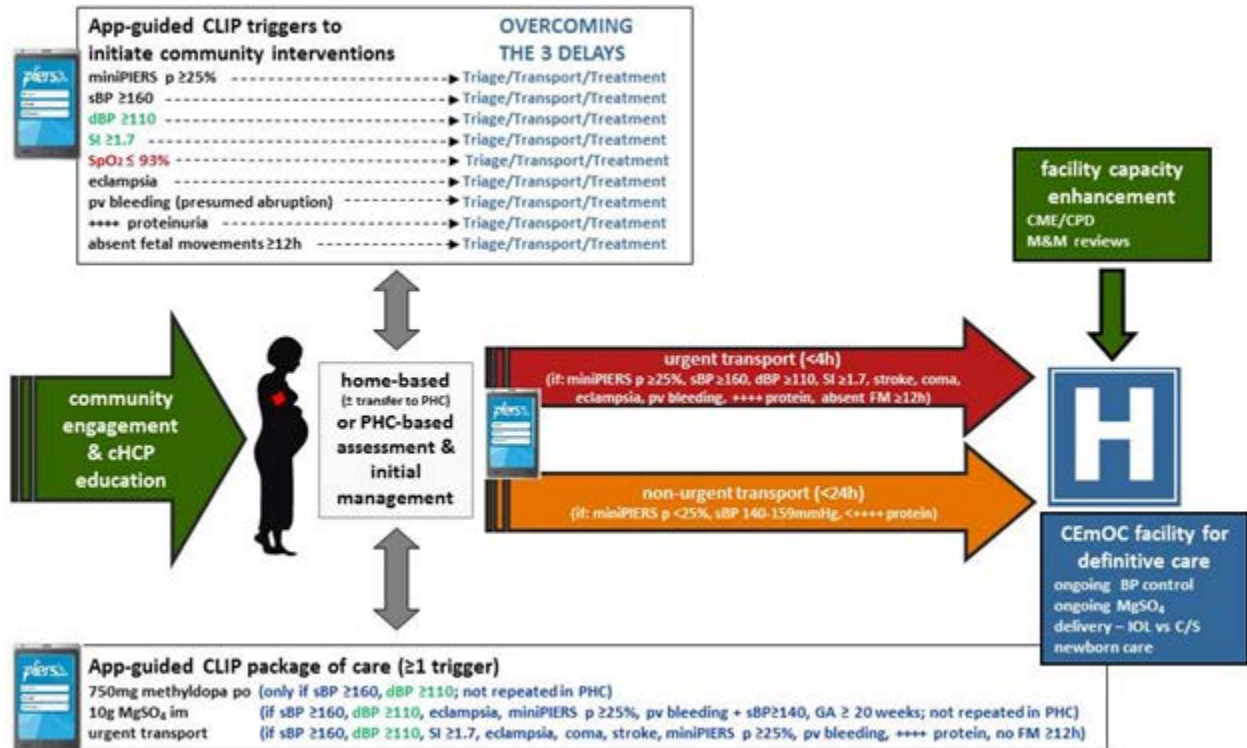 App-guided CLIP triggers to
initiate community interventions
OVERCOMING
THE 3 DELAYS
miniPIERS p ≥25% Triage/Transport/Treatment
sBP ≥160 Triage/Transport/Treatment
dBP ≥110 Triage/Transport/Treatment
SI ≥1.7 Triage/Transport/Treatment
SpO₂ ≤ 93% Triage/Transport/Treatment
eclampsia Triage/Transport/Treatment
pv bleeding (presumed abruption) Triage/Transport/Treatment
++++ proteinuria Triage/Transport/Treatment
absent fetal movements ≥12h Triage/Transport/Treatment
piers
facility capacity
enhancement
CME/CPD
M&M reviews
community
engagement
& cHCP
education
home-based
(± transfer to PHC)
or PHC-based
assessment &
initial
management
piers
urgent transport (<4h)
(if: miniPIERS p ≥25%, sBP ≥160, dBP ≥110, SI ≥1.7, stroke, coma,
eclampsia, pv bleeding, ++++ protein, absent FM ≥12h)
non-urgent transport (<24h)
(if: miniPIERS p <25%, sBP 140-159mmHg, <++++ protein)
H
CEmOC facility for
definitive care
ongoing BP control
ongoing MgSO₄
delivery – IOL vs C/S
newborn care
piers
App-guided CLIP package of care (≥1 trigger)
750mg methyldopa po (only if sBP ≥160, dBP ≥110; not repeated in PHC)
10g MgSO₄ im (if sBP ≥160, dBP ≥110, eclampsia, miniPIERS p ≥25%, pv bleeding + sBP≥140, GA ≥ 20 weeks; not repeated in PHC)
urgent transport (if sBP ≥160, dBP ≥110, SI ≥1.7, eclampsia, coma, stroke, miniPIERS p ≥25%, pv bleeding, ++++ protein, no FM ≥12h)